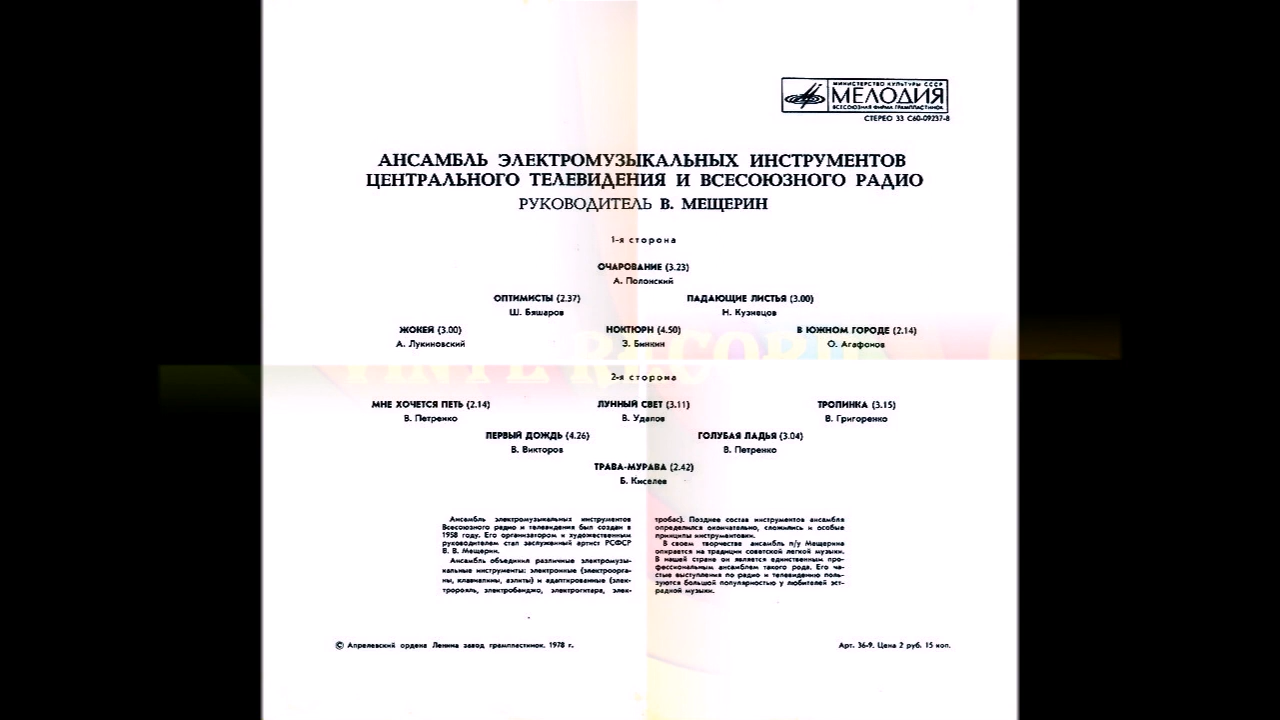 МИНИСТЕРСТВО КУЛЬТУРЫ СССР
МЕЛОДИЯ
ВСЕСОЮЗНАЯ ФИРМА ГРАМПЛАСТИНОК
СТЕРЕО 33 С60-09237-8
АНСАМБЛЬ ЭЛЕКТРОМУЗЫКАЛЬНЫХ ИНСТРУМЕНТОВ
ЦЕНТРАЛЬНОГО ТЕЛЕВИДЕНИЯ И ВСЕСОЮЗНОГО РАДИО
РУКОВОДИТЕЛЬ В. МЕЩЕРИН
1-я сторона
ОЧАРОВАНИЕ (3.23)
А. Полонский
ОПТИМИСТЫ (2.37) ПАДАЮЩИЕ ЛИСТЬЯ (3.00)
Ш. Бяшаров Н. Кузнецов
ЖОКЕЙ (3.00) НОКТЮРН (4.50) В ЮЖНОМ ГОРОДЕ (2.14)
А. Лукиновский З. Бинкин О. Агафонов
2-я сторона
МНЕ ХОЧЕТСЯ ПЕТЬ (2.14) ЛУННЫЙ СВЕТ (3.11) ТРОПИНКА (3.15)
В. Петренко В. Удалов В. Григоренко
ПЕРВЫЙ ДОЖДЬ (4.26) ГОЛУБАЯ ЛАДЬЯ (3.04)
В. Викторов В. Петренко
ТРАВА-МУРАВА (2.42)
Б. Киселев
Ансамбль электромузыкальных инструментов
Всесоюзного радио и телевидения был создан в
1958 году. Его организатором и художественным
руководителем стал заслуженный артист РСФСР
В. В. Мещерин.
Ансамбль объединил различные электромузы-
кальные инструменты: электронные (электроорга-
ны, клавиалины, аэлиты) и адаптированные (элек-
тророяль, электробанджо, электрогитара, элек-
тробас). Позднее состав инструментов ансамбля
определился окончательно, сложились и особые
принципы инструментовки.
В своем творчестве ансамбль п/у Мещерина
опирается на традиции советской легкой музыки.
В нашей стране он является единственным про-
фессиональным ансамблем такого рода. Его ча-
стые выступления по радио и телевидению поль-
зуются большой популярностью у любителей эст-
радной музыки.
© Апрелевский ордена Ленина завод грампластинок. 1978 г.
Арт. 36-9. Цена 2 руб. 15 коп.